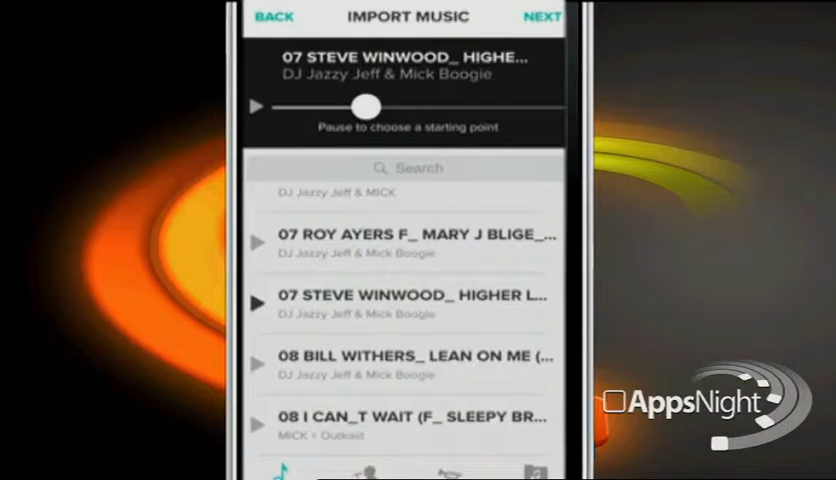 BACK IMPORT MUSIC NEXT
07 STEVE WINWOOD_ HIGHE...
DJ Jazzy Jeff & Mick Boogie
Pause to choose a starting point
Search
DJ Jazzy Jeff & MICK
07 ROY AYERS F_ MARY J BLIGE_...
DJ Jazzy Jeff & Mick Boogie
07 STEVE WINWOOD_ HIGHER L...
DJ Jazzy Jeff & Mick Boogie
08 BILL WITHERS_ LEAN ON ME (...
DJ Jazzy Jeff & Mick Boogie
08 I CAN_T WAIT (F_ SLEEPY BR...
MICK + Outkast
AppsNight